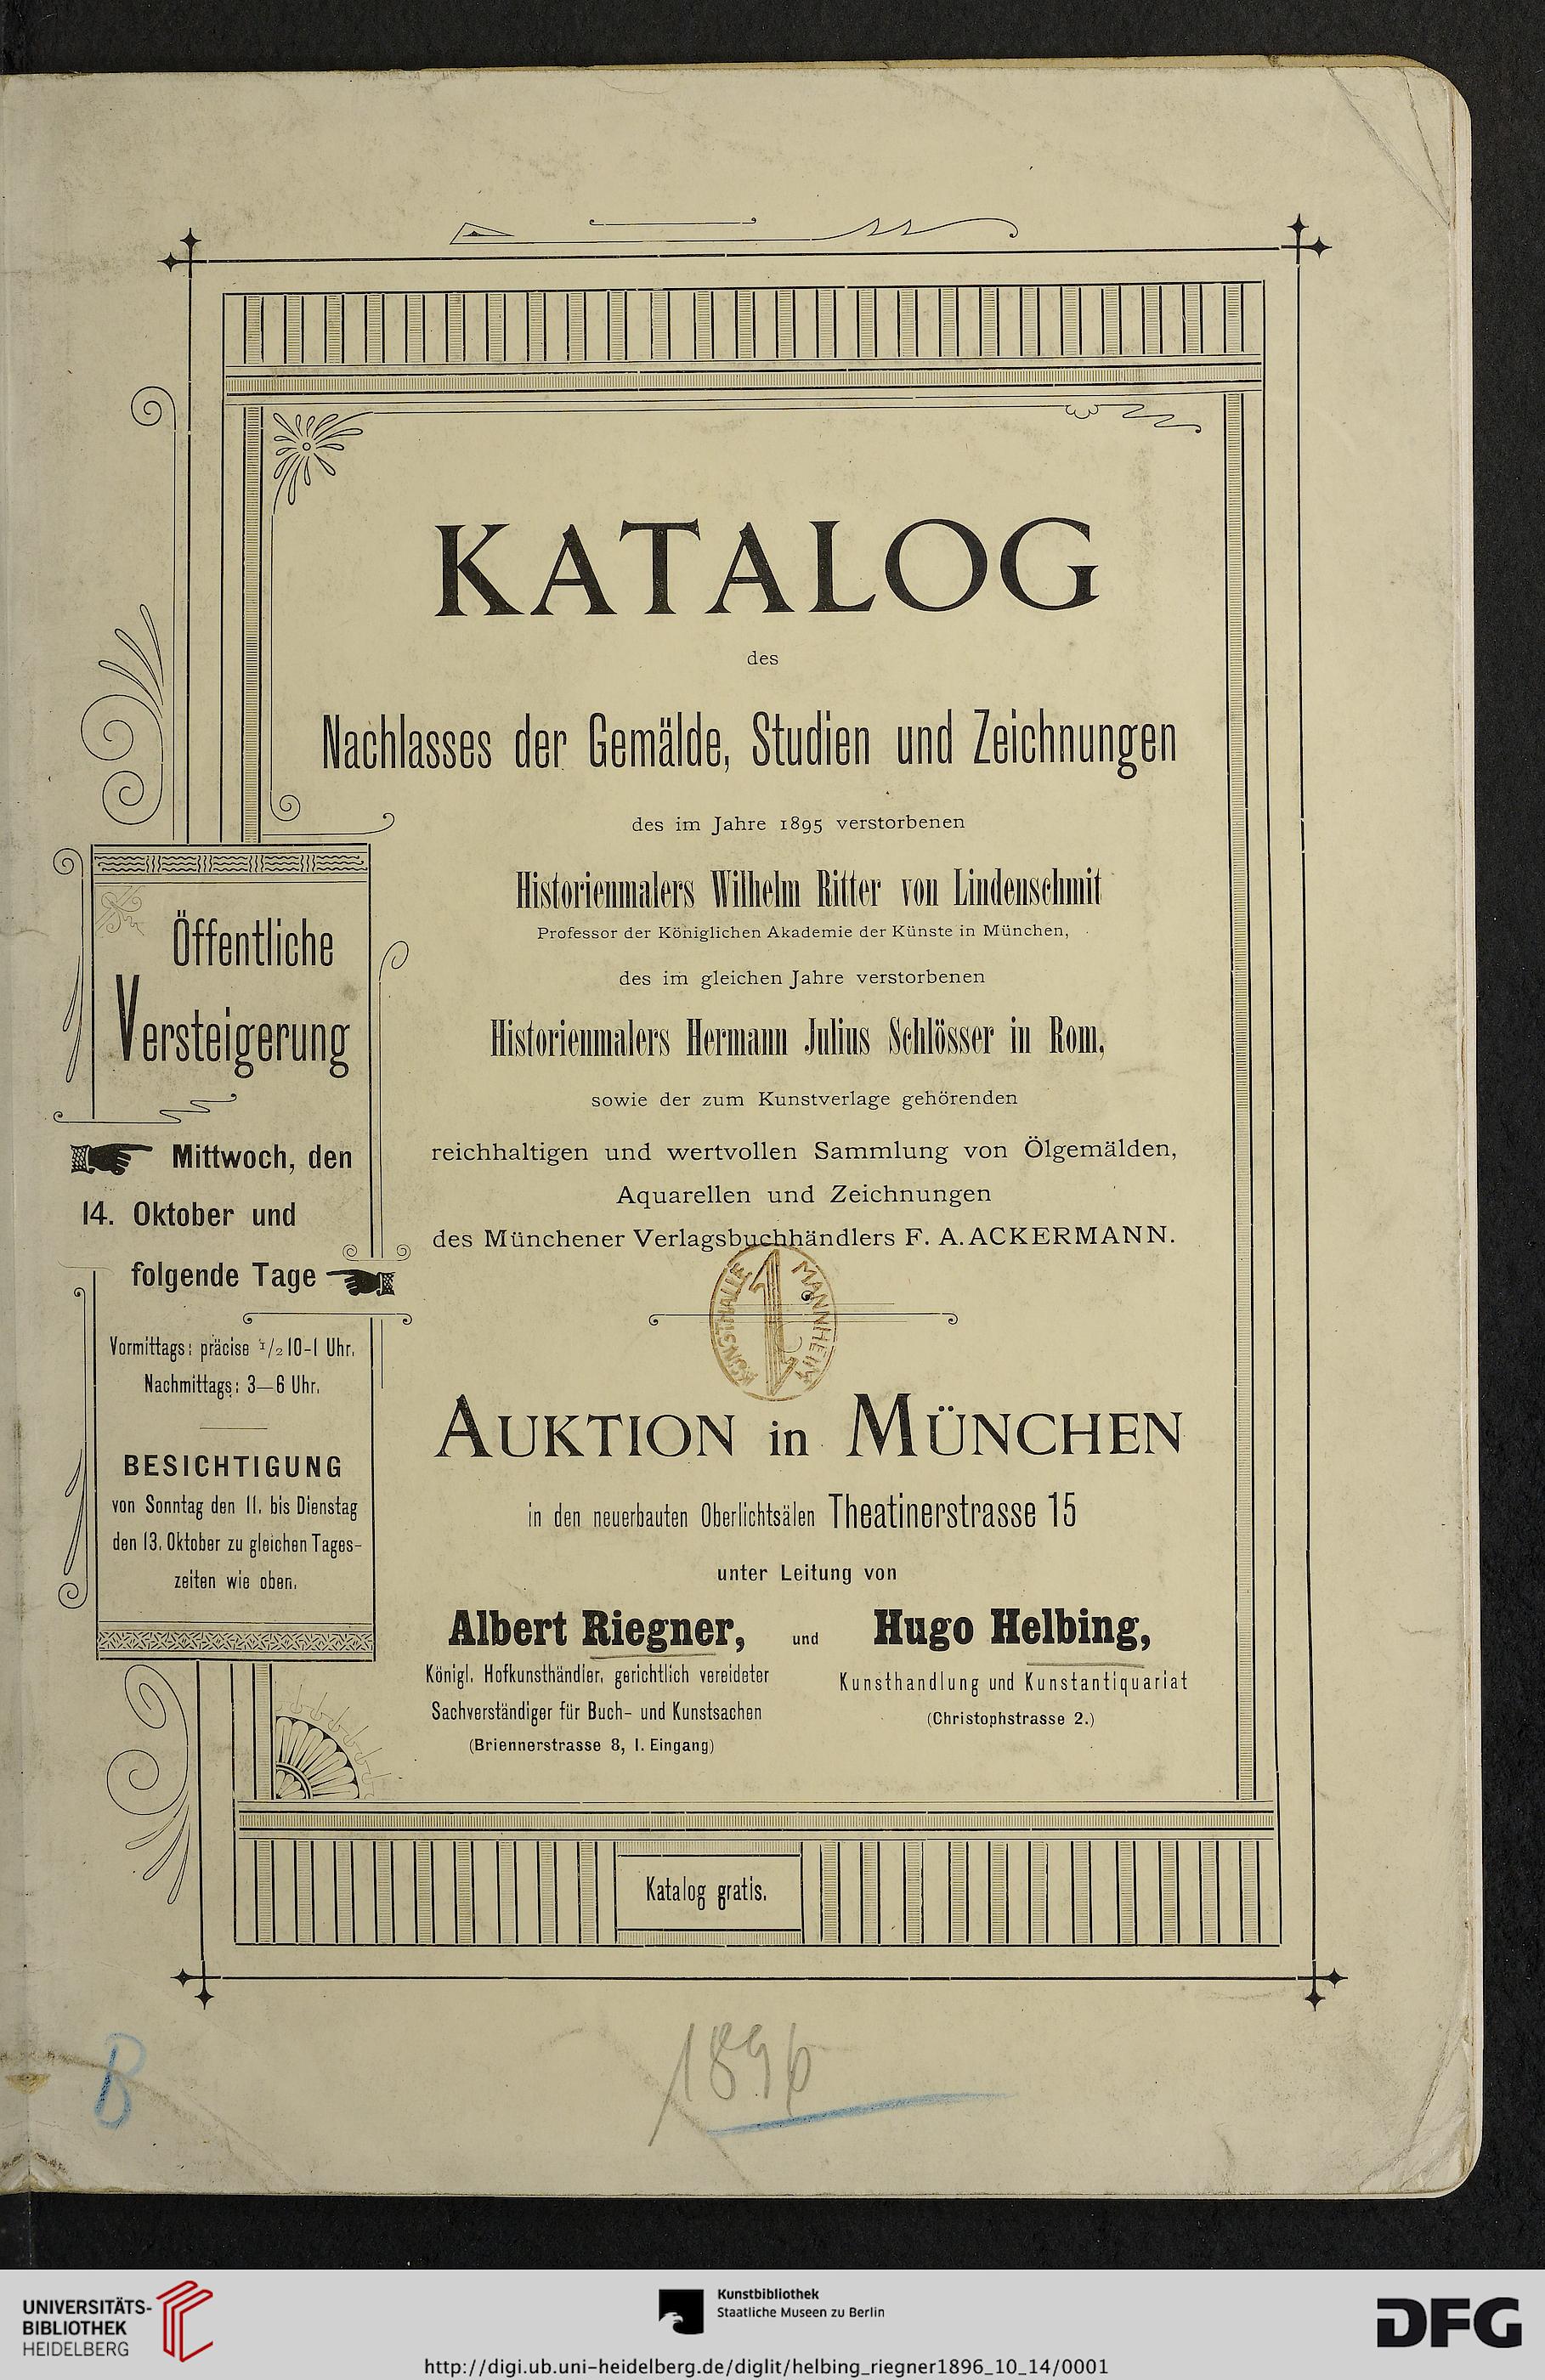 KATALOG
des
Nachlasses der Gemälde, Studien und Zeichnungen
des im Jahre 1895 verstorbenen
Historienmalers Wilhelm Ritter von Lindenschmit
Professor der Königlichen Akademie der Künste in München,
des im gleichen Jahre verstorbenen
Historienmalers Hermann Julius Schlösser in Rom,
sowie der zum Kunstverlage gehörenden
reichhaltigen und wertvollen Sammlung von Ölgemälden,
Aquarellen und Zeichnungen
des Münchener Verlagsbuchhändlers F. A. ACKERMANN.
KUNSTHALLE MANNHEIM
Öffentliche
Versteigerung
Mittwoch, den
14. Oktober und
folgende Tage
Vormittags: präcise 1/2 10-1 Uhr.
Nachmittags: 3—6 Uhr.
BESICHTIGUNG
von Sonntag den 11. bis Dienstag
den 13. Oktober zu gleichen Tages-
zeiten wie oben.
AUKTION in MÜNCHEN
in den neuerbauten Oberlichtsälen Theatinerstrasse 15
unter Leitung von
Albert Riegner, und Hugo Helbing,
Königl. Hofkunsthändler, gerichtlich vereideter
Sachverständiger für Buch- und Kunstsachen
(Briennerstrasse 8, I. Eingang)
Kunsthandlung und Kunstantiquariat
(Christophstrasse 2.)
Katalog gratis.
1896
B
UNIVERSITÄTS-
BIBLIOTHEK
HEIDELBERG
Kunstbibliothek
Staatliche Museen zu Berlin
DFG
http://digi.ub.uni-heidelberg.de/diglit/helbing_riegner1896_10_14/0001